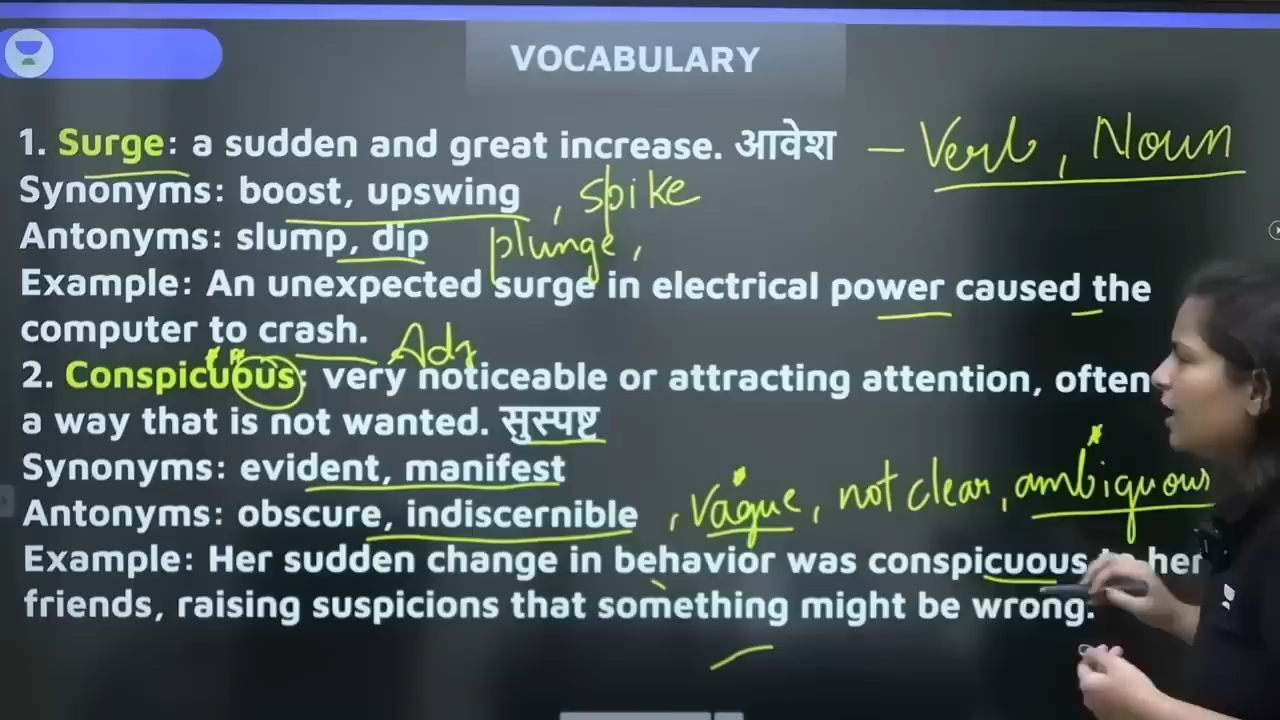 VOCABULARY
1. Surge: a sudden and great increase. आवेश – Verb, Noun
Synonyms: boost, upswing, spike
Antonyms: slump, dip plunge,
Example: An unexpected surge in electrical power caused the
computer to crash. Adj
2. Conspicuous: very noticeable or attracting attention, often
a way that is not wanted. सुस्पष्ट
Synonyms: evident, manifest
Antonyms: obscure, indiscernible, vague, not clear, ambiguous
Example: Her sudden change in behavior was conspicuous to her
friends, raising suspicions that something might be wrong.